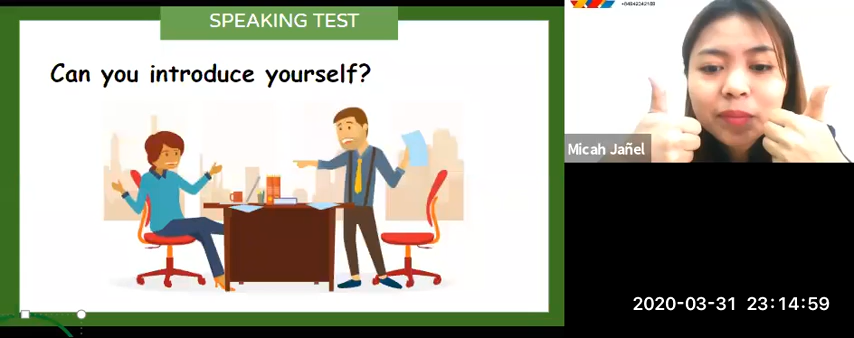 SPEAKING TEST
Can you introduce yourself?
Micah Jañel
2020-03-31 23:14:59